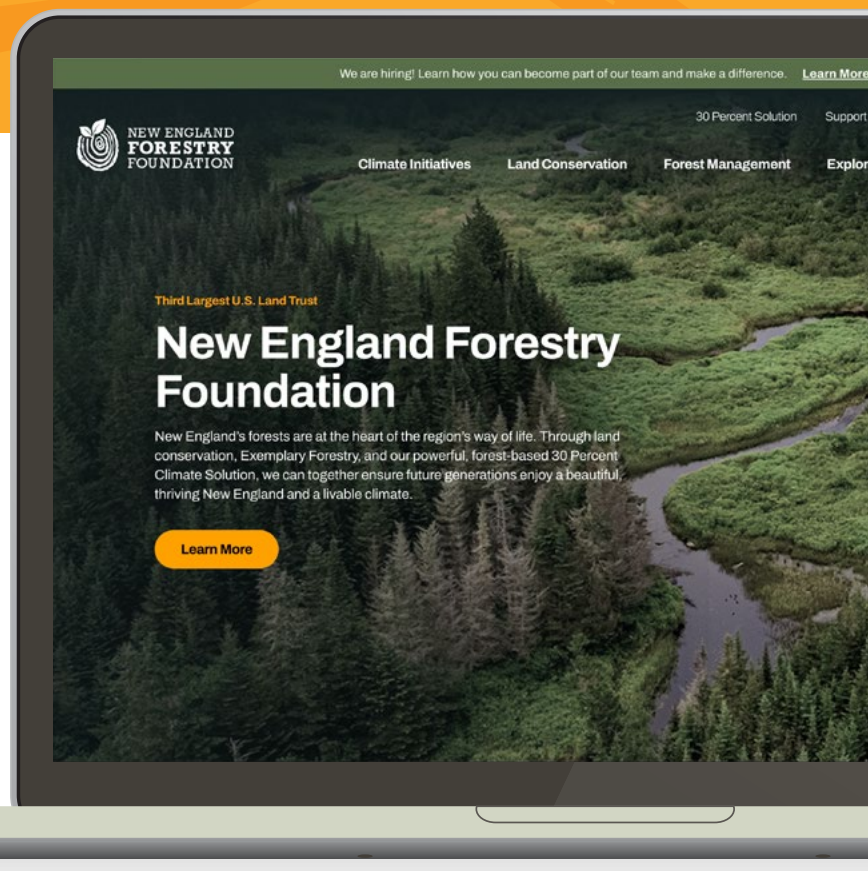 We are hiring! Learn how you can become part of our team and make a difference. Learn More
30 Percent Solution Support
NEW ENGLAND
FORESTRY
FOUNDATION
Climate Initiatives Land Conservation Forest Management Explor
Third Largest U.S. Land Trust
New England Forestry
Foundation
New England's forests are at the heart of the region's way of life. Through land
conservation, Exemplary Forestry, and our powerful, forest-based 30 Percent
Climate Solution, we can together ensure future generations enjoy a beautiful,
thriving New England and a livable climate.
Learn More